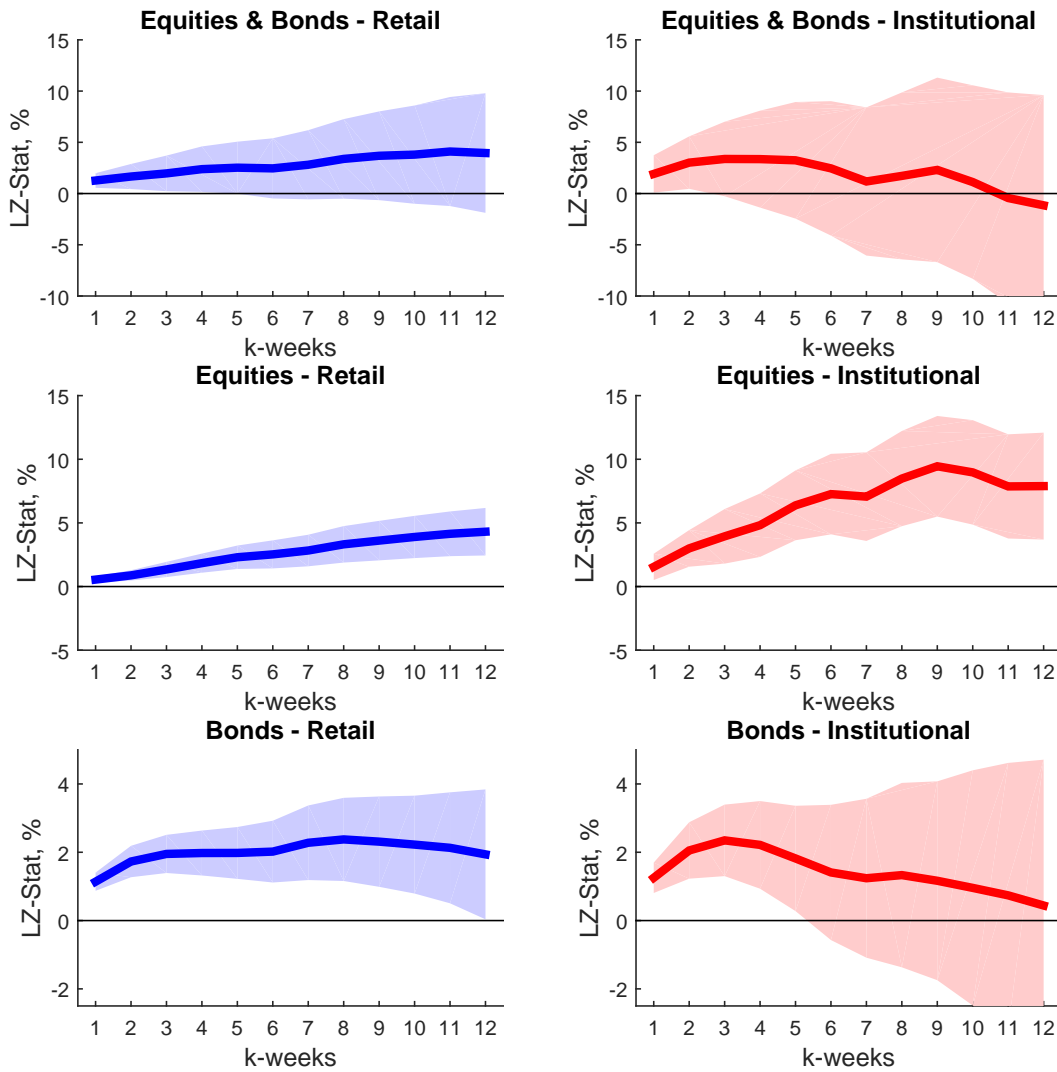 Equities & Bonds - Retail
15
10
5
0
-5
-10
LZ-Stat, %
1 2 3 4 5 6 7 8 9 10 11 12
k-weeks
Equities & Bonds - Institutional
15
10
5
0
-5
-10
LZ-Stat, %
1 2 3 4 5 6 7 8 9 10 11 12
k-weeks
Equities - Retail
15
10
5
0
-5
LZ-Stat, %
1 2 3 4 5 6 7 8 9 10 11 12
k-weeks
Equities - Institutional
15
10
5
0
-5
LZ-Stat, %
1 2 3 4 5 6 7 8 9 10 11 12
k-weeks
Bonds - Retail
4
2
0
-2
LZ-Stat, %
1 2 3 4 5 6 7 8 9 10 11 12
k-weeks
Bonds - Institutional
4
2
0
-2
LZ-Stat, %
1 2 3 4 5 6 7 8 9 10 11 12
k-weeks